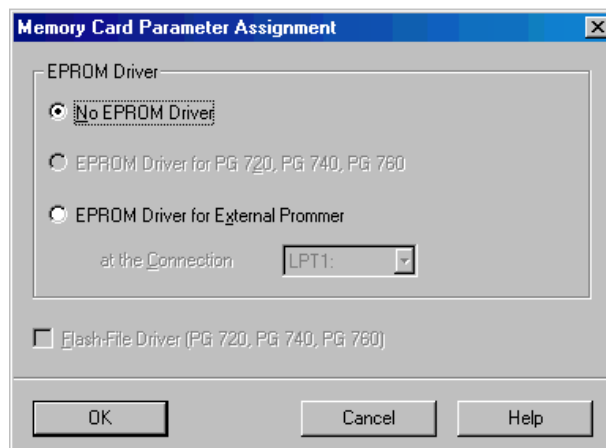 Memory Card Parameter Assignment
EPROM Driver
No EPROM Driver
EPROM Driver for PG 720, PG 740, PG 760
EPROM Driver for External Prommer
at the Connection LPT1:
Flash-File Driver (PG 720, PG 740, PG 760)
OK Cancel Help